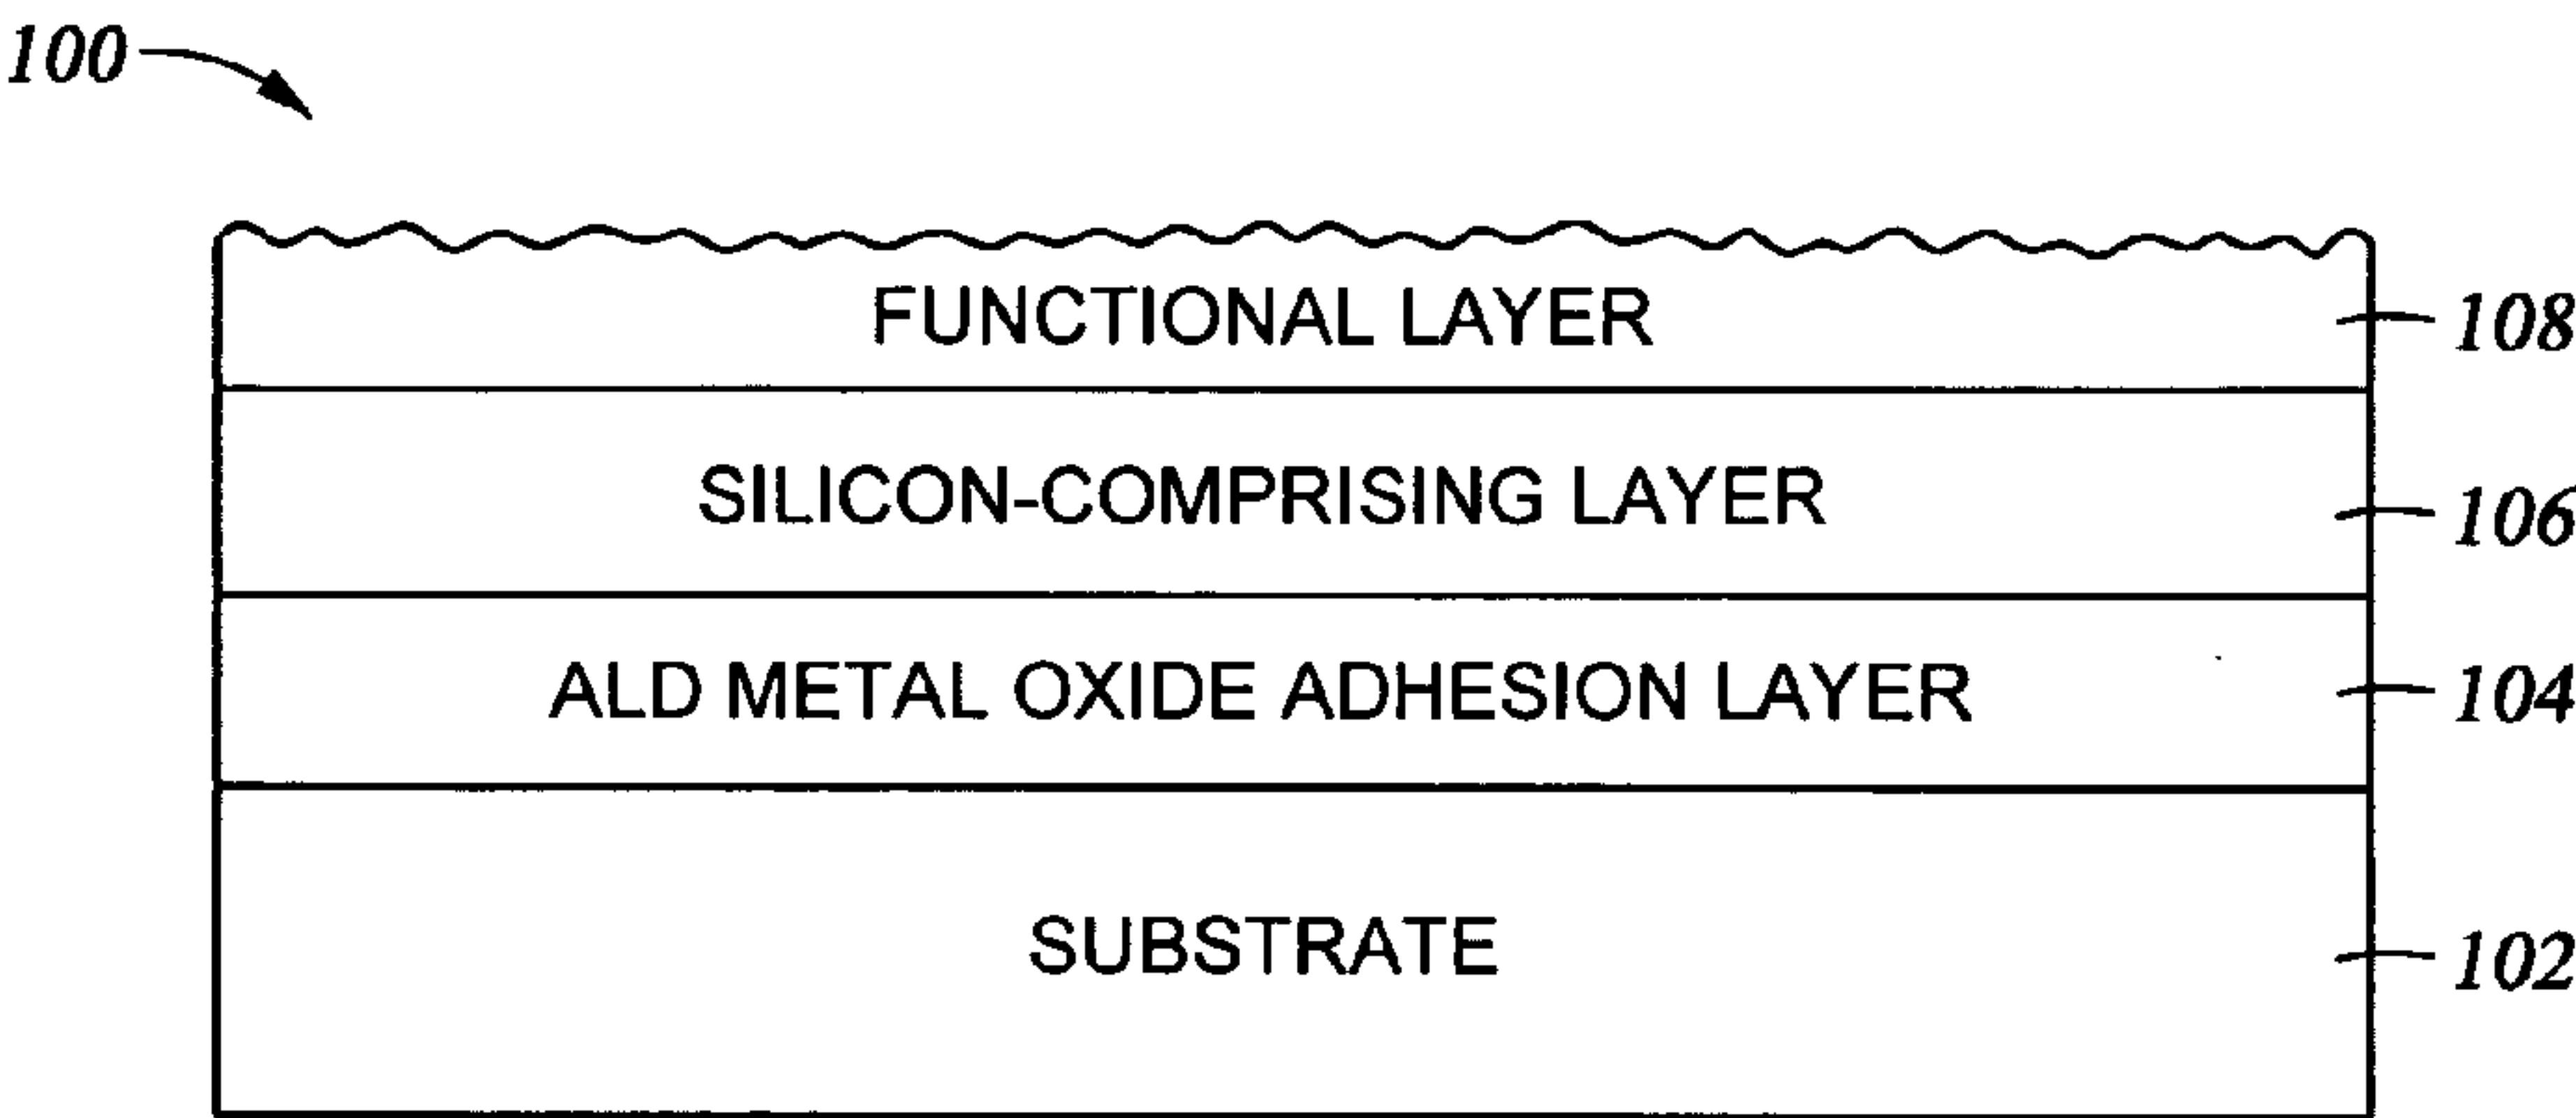 100
FUNCTIONAL LAYER 108
SILICON-COMPRISING LAYER 106
ALD METAL OXIDE ADHESION LAYER 104
SUBSTRATE 102